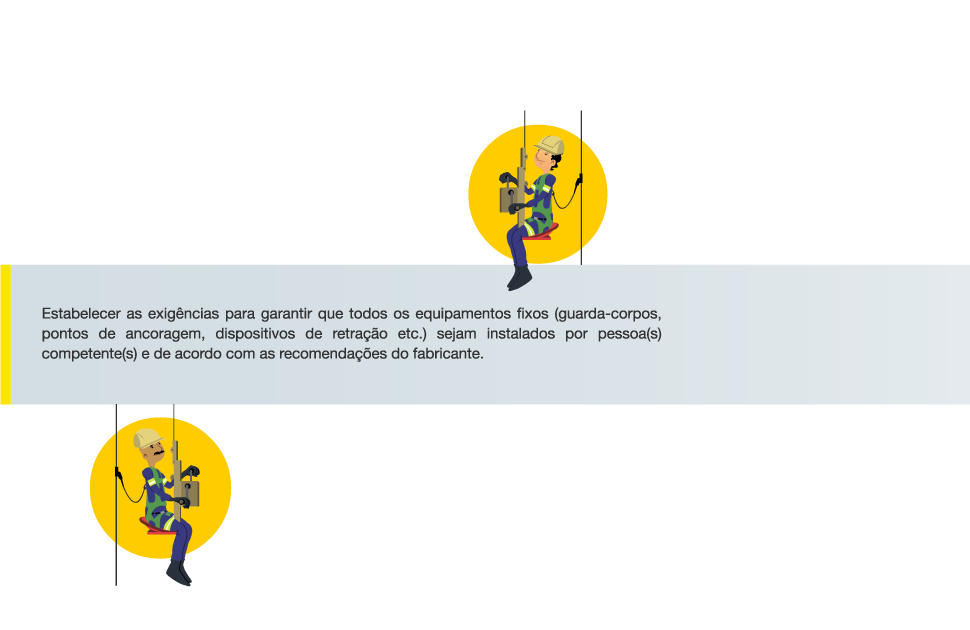 Estabelecer as exigências para garantir que todos os equipamentos fixos (guarda-corpos,
pontos de ancoragem, dispositivos de retração etc.) sejam instalados por pessoa(s)
competente(s) e de acordo com as recomendações do fabricante.